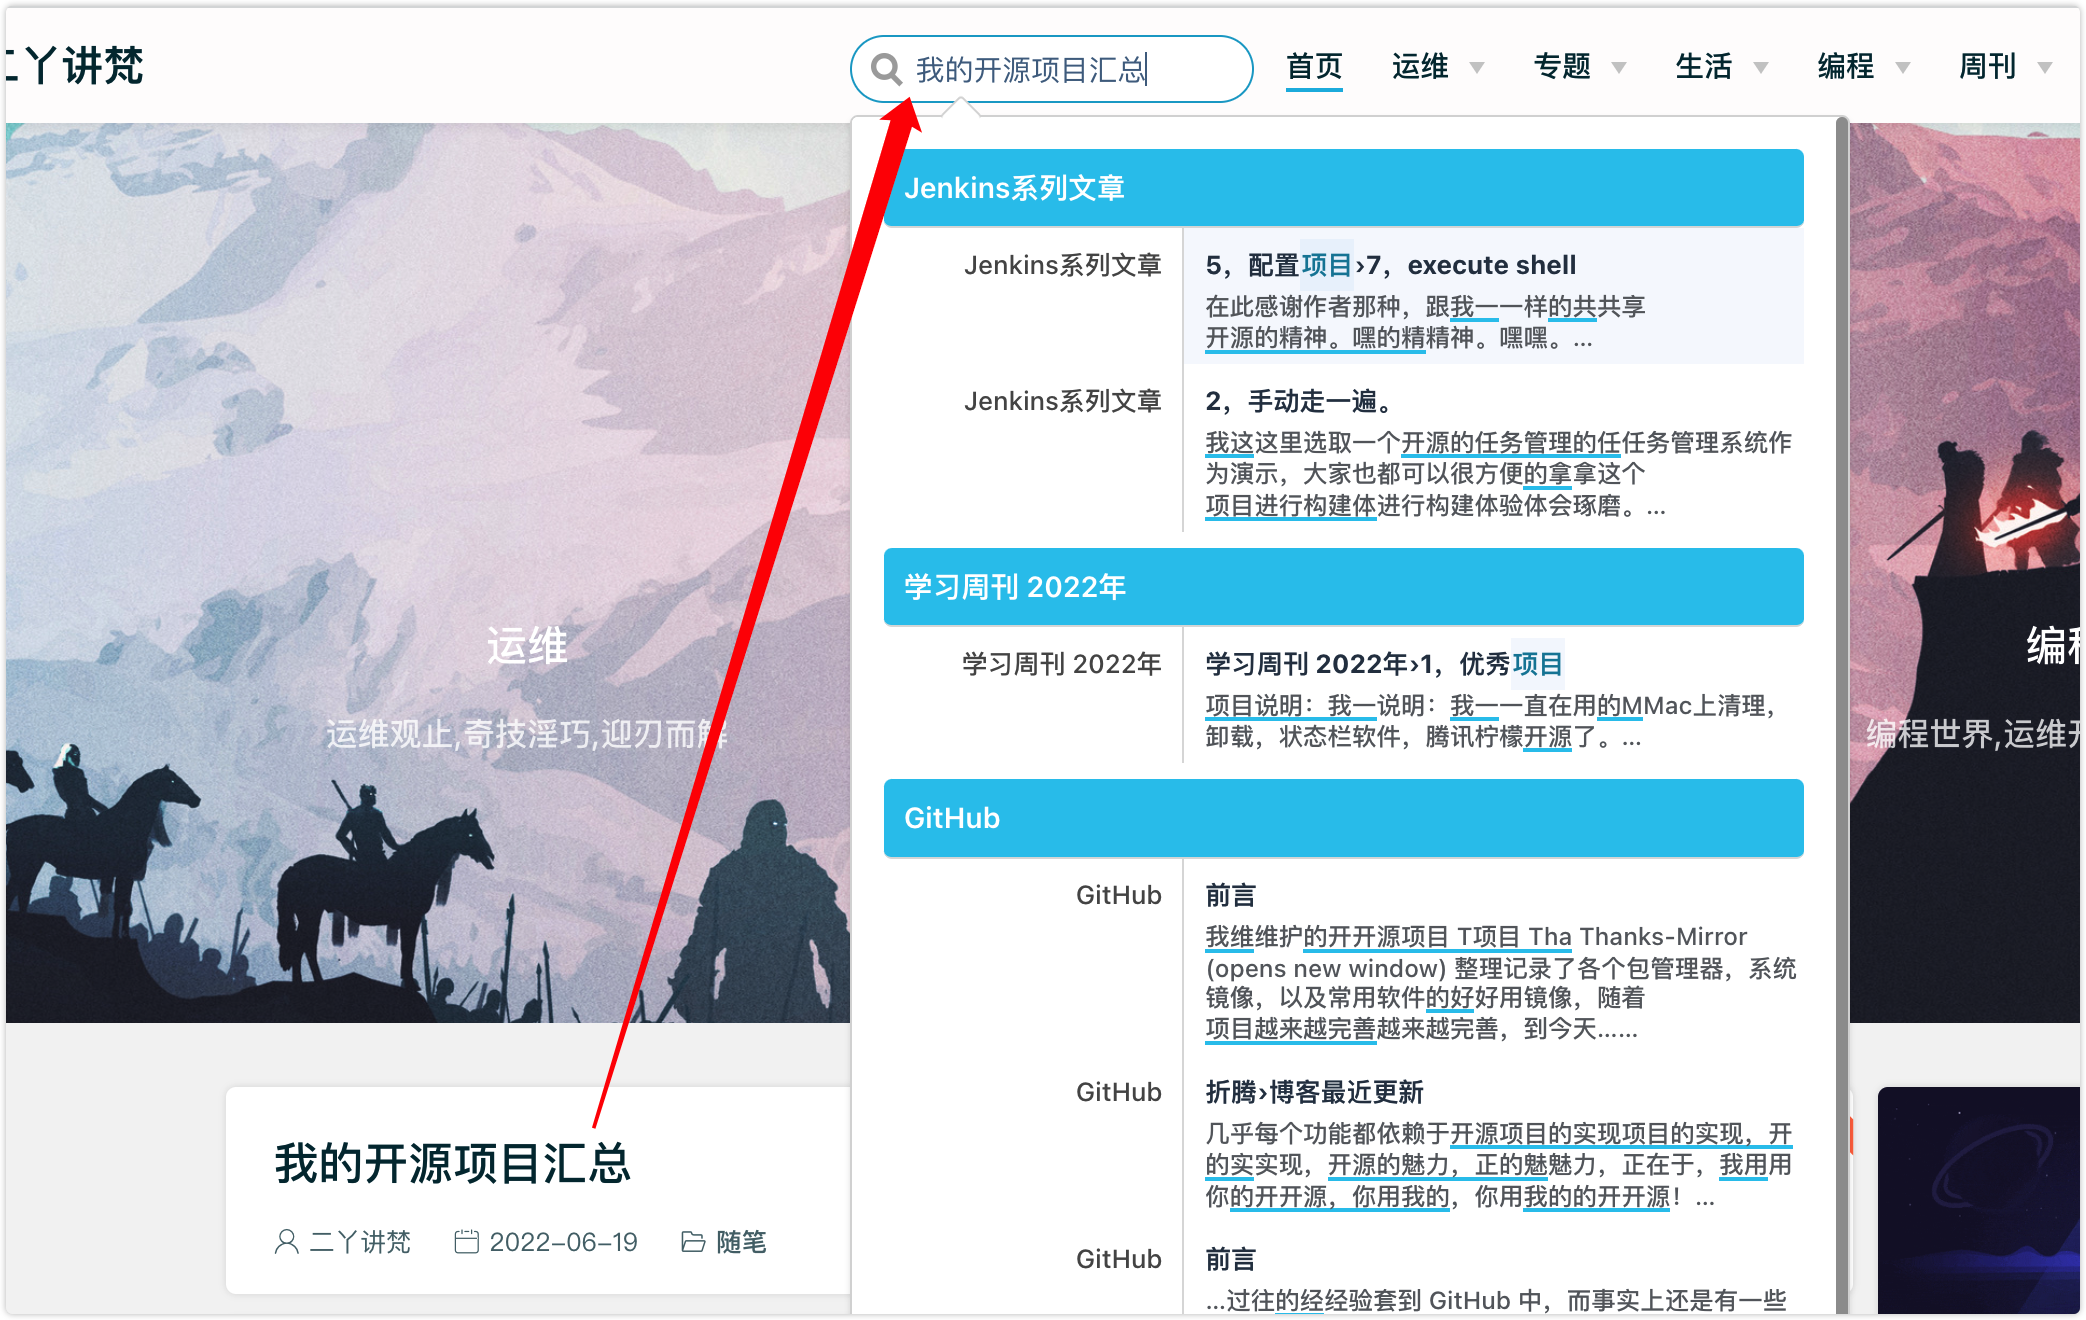 二丫讲梵
我的开源项目汇总
首页
运维
专题
生活
编程
周刊
Jenkins系列文章
Jenkins系列文章
5，配置项目›7，execute shell
在此感谢作者那种，跟我一一样的共共享
开源的精神。嘿的精精神。嘿嘿。...
Jenkins系列文章
2，手动走一遍。
我这这里选取一个开源的任务管理的任任务管理系统作
为演示，大家也都可以很方便的拿拿这个
项目进行构建体进行构建体验体会琢磨。...
学习周刊 2022年
学习周刊 2022年
学习周刊 2022年›1，优秀项目
项目说明：我一说明：我一一直在用的MMac上清理，
卸载，状态栏软件，腾讯柠檬开源了。...
GitHub
GitHub
前言
我维维护的开开源项目 T项目 Tha Thanks-Mirror
(opens new window) 整理记录了各个包管理器，系统
镜像，以及常用软件的好好用镜像，随着
项目越来越完善越来越完善，到今天......
GitHub
折腾›博客最近更新
几乎每个功能都依赖于开源项目的实现项目的实现，开
的实实现，开源的魅力，正的魅魅力，正在于，我用用
你的开开源，你用我的，你用我的的开开源！...
GitHub
前言
...过往的经经验套到 GitHub 中，而事实上还是有一些
运维
运维观止,奇技淫巧,迎刃而解
编程
编程世界,运维开
我的开源项目汇总
二丫讲梵
2022-06-19
随笔